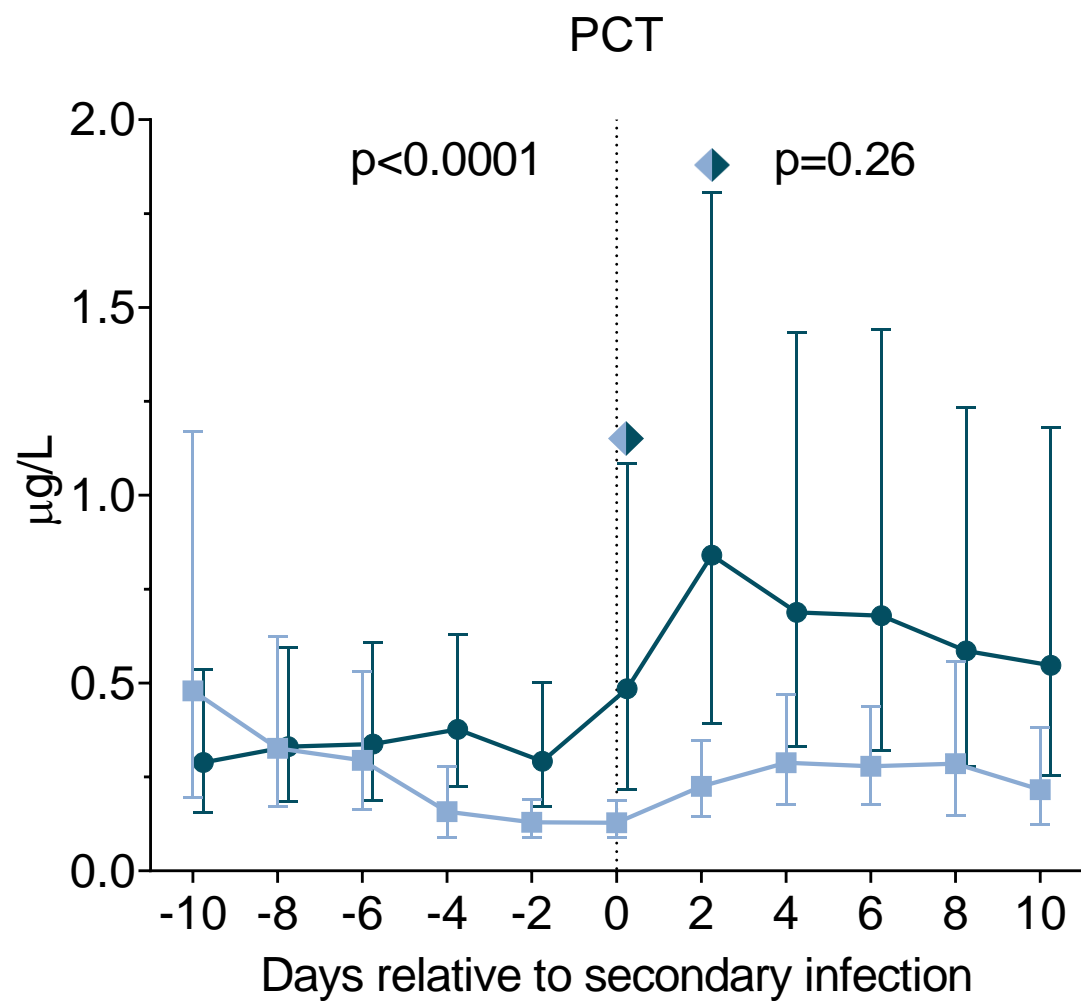 PCT
2.0
p<0.0001
p=0.26
1.5
µg/L
1.0
0.5
0.0
-10 -8 -6 -4 -2 0 2 4 6 8 10
Days relative to secondary infection